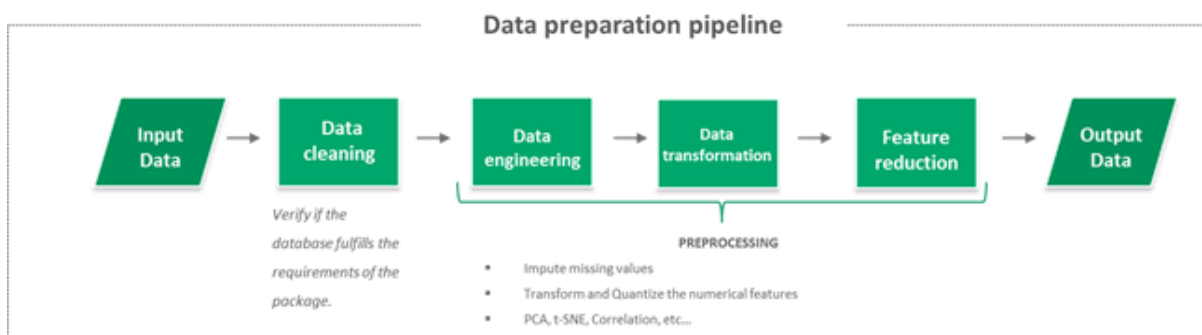 Data preparation pipeline
Input
Data
Data
cleaning
Data
engineering
Data
transformation
Feature
reduction
Output
Data
Verify if the
database fulfills the
requirements of the
package.
PREPROCESSING
▪ Impute missing values
▪ Transform and Quantize the numerical features
▪ PCA, t-SNE, Correlation, etc...